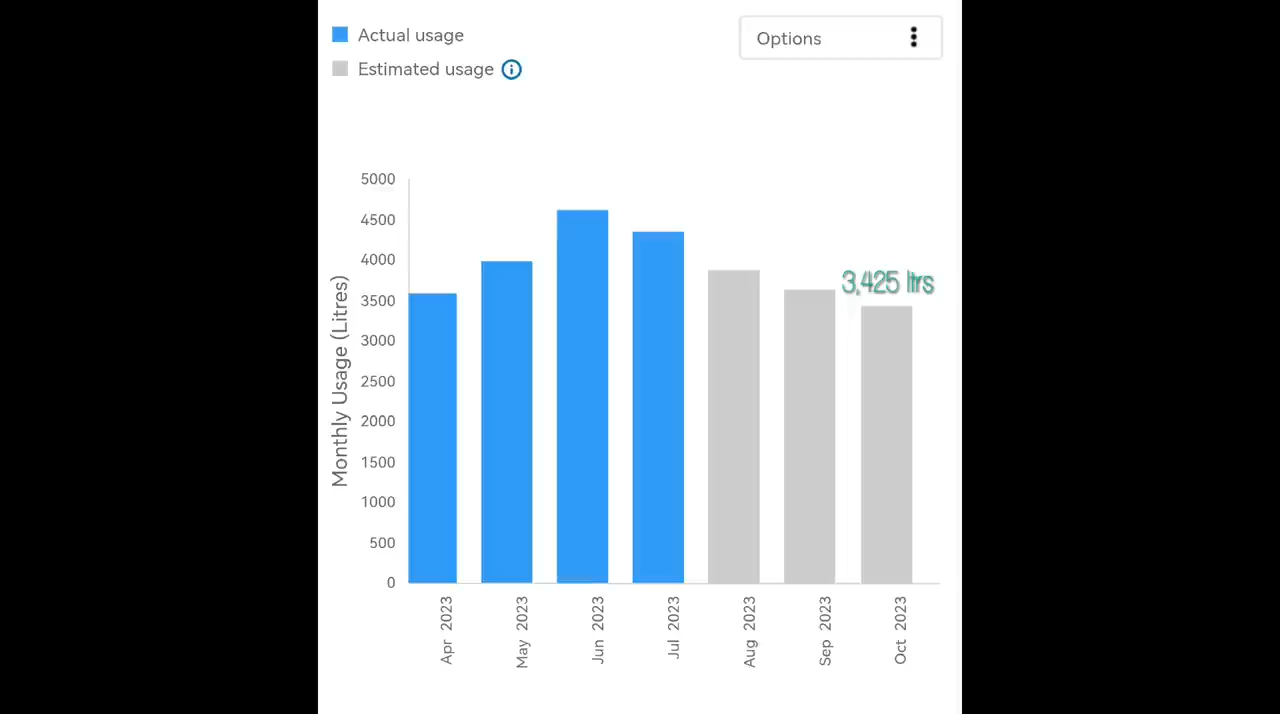 Actual usage
Options
Estimated usage
5000
4500
4000
3,425 ltrs
3500
3000
2500
2000
1500
1000
500
0
Monthly Usage (Litres)
Apr 2023
May 2023
Jun 2023
Jul 2023
Aug 2023
Sep 2023
Oct 2023